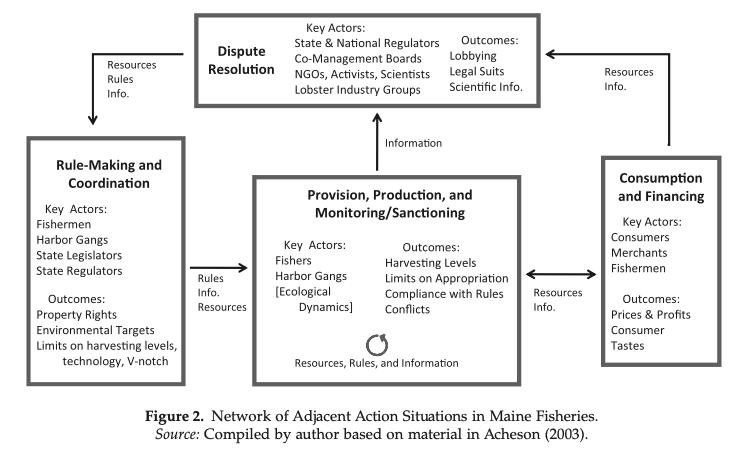 Dispute
Resolution
Key Actors:
State & National Regulators
Co-Management Boards
NGOs, Activists, Scientists
Lobster Industry Groups
Outcomes:
Lobbying
Legal Suits
Scientific Info.
Resources
Rules
Info.
Resources
Info.
Information
Rule-Making and
Coordination
Key Actors:
Fishermen
Harbor Gangs
State Legislators
State Regulators
Outcomes:
Property Rights
Environmental Targets
Limits on harvesting levels,
technology, V-notch
Rules
Info.
Resources
Provision, Production, and
Monitoring/Sanctioning
Key Actors:
Fishers
Harbor Gangs
[Ecological
Dynamics]
Outcomes:
Harvesting Levels
Limits on Appropriation
Compliance with Rules
Conflicts
Resources, Rules, and Information
Resources
Info.
Consumption
and Financing
Key Actors:
Consumers
Merchants
Fishermen
Outcomes:
Prices & Profits
Consumer
Tastes
Figure 2. Network of Adjacent Action Situations in Maine Fisheries.
Source: Compiled by author based on material in Acheson (2003).